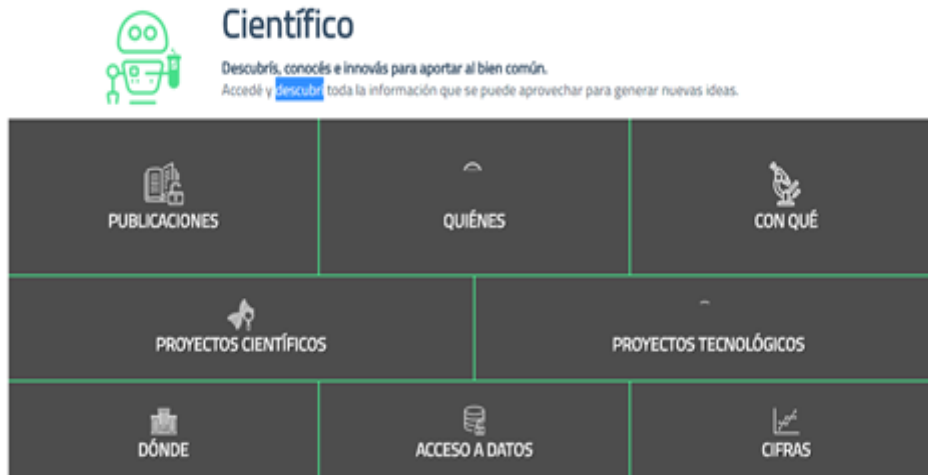 Científico
Descubrís, conocés e innovás para aportar al bien común.
Accedé y descubrí toda la información que se puede aprovechar para generar nuevas ideas.
PUBLICACIONES
QUIÉNES
CON QUÉ
PROYECTOS CIENTÍFICOS
PROYECTOS TECNOLÓGICOS
DÓNDE
ACCESO A DATOS
CIFRAS